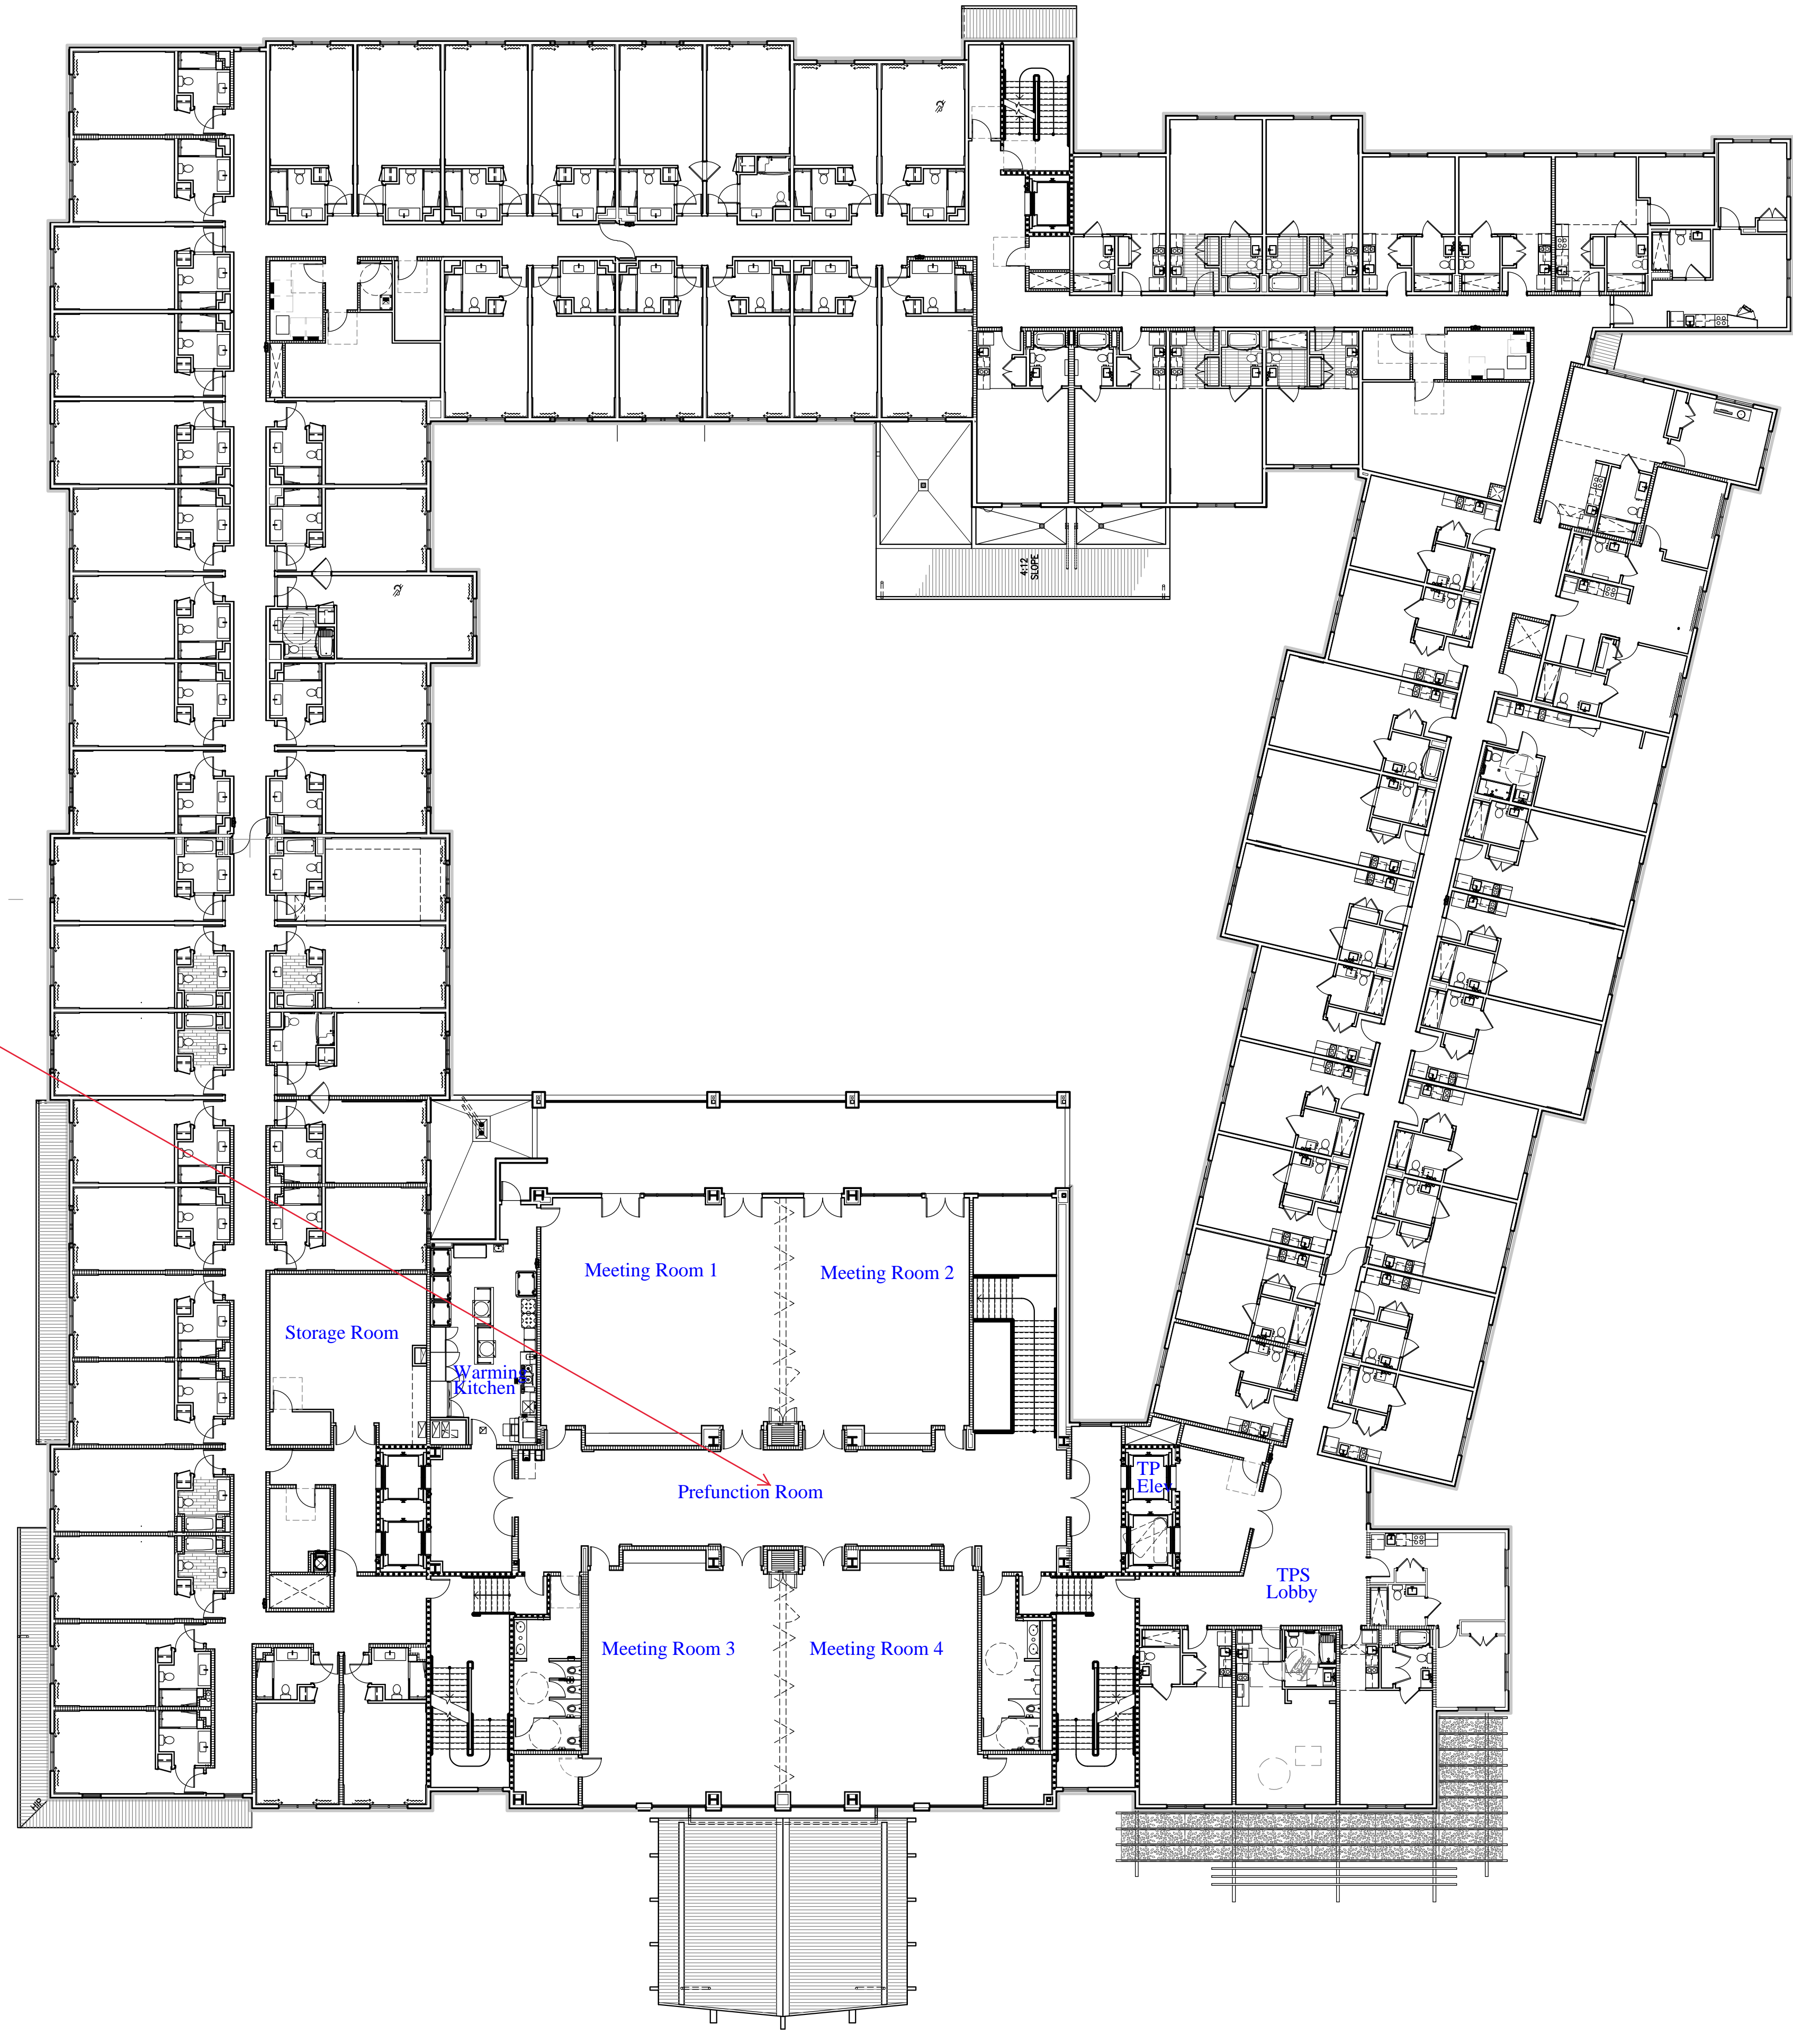 4:12
SLOPE
Meeting Room 1
Meeting Room 2
Storage Room
Warming
Kitchen
Prefunction Room
TP
Elev
TPS
Lobby
Meeting Room 3
Meeting Room 4
HIP